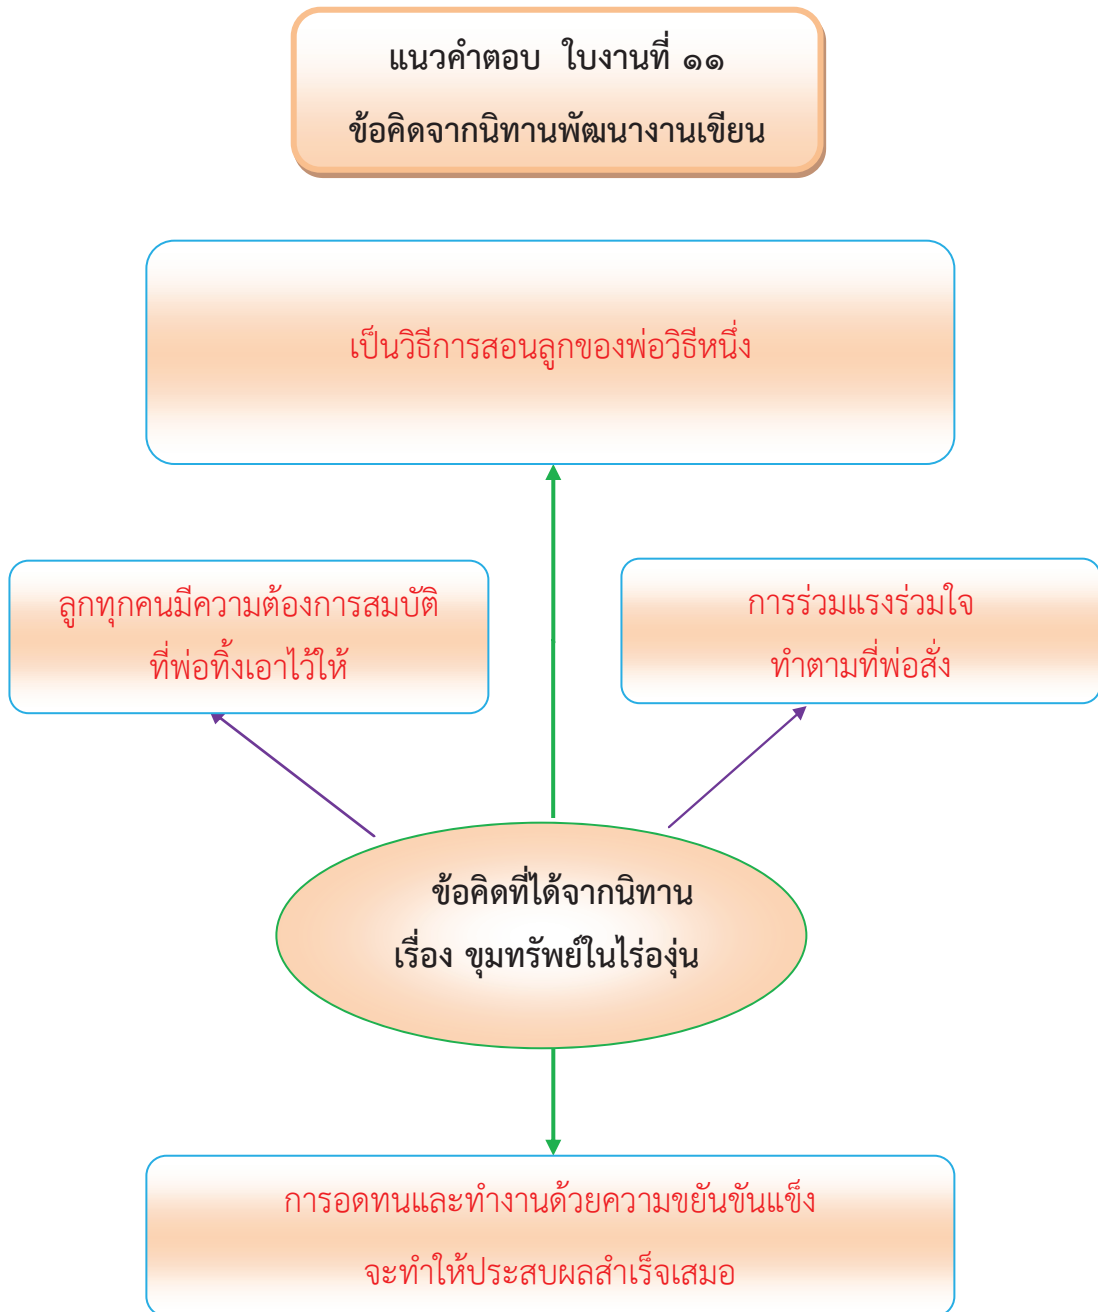 แนวคำตอบ ใบงานที่ ๑๑
ข้อคิดจากนิทานพัฒนางานเขียน
เป็นวิธีการสอนลูกของพ่อวิธีหนึ่ง
ลูกทุกคนมีความต้องการสมบัติ
ที่พ่อทิ้งเอาไว้ให้
การร่วมแรงร่วมใจ
ทำตามที่พ่อสั่ง
ข้อคิดที่ได้จากนิทาน
เรื่อง ขุมทรัพย์ในไร่องุ่น
การอดทนและทำงานด้วยความขยันขันแข็ง
จะทำให้ประสบผลสำเร็จเสมอ